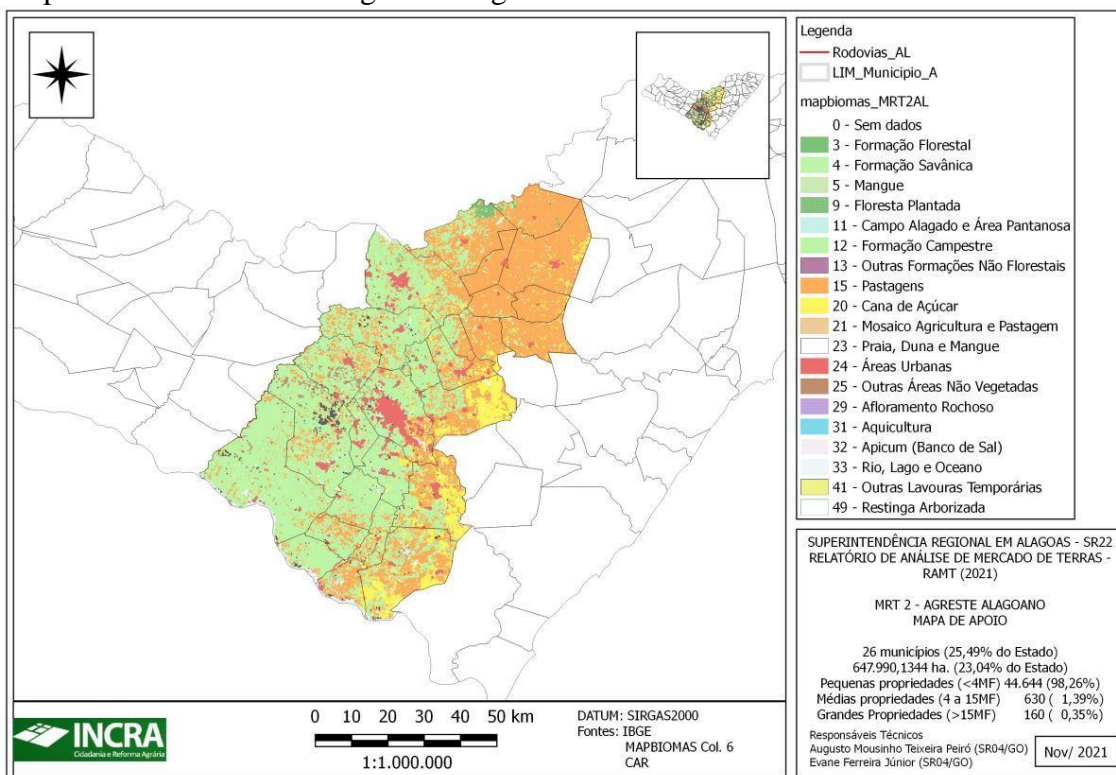 Legenda
Rodovias_AL
LIM_Municipio_A
mapbiomas_MRT2AL
0 - Sem dados
3 - Formação Florestal
4 - Formação Savânica
5 - Mangue
9 - Floresta Plantada
11 - Campo Alagado e Área Pantanosa
12 - Formação Campestre
13 - Outras Formações Não Florestais
15 - Pastagens
20 - Cana de Açúcar
21 - Mosaico Agricultura e Pastagem
23 - Praia, Duna e Mangue
24 - Áreas Urbanas
25 - Outras Áreas Não Vegetadas
29 - Afloramento Rochoso
31 - Aquicultura
32 - Apicum (Banco de Sal)
33 - Rio, Lago e Oceano
41 - Outras Lavouras Temporárias
49 - Restinga Arborizada
SUPERINTENDÊNCIA REGIONAL EM ALAGOAS - SR22
RELATÓRIO DE ANÁLISE DE MERCADO DE TERRAS -
RAMT (2021)
MRT 2 - AGRESTE ALAGOANO
MAPA DE APOIO
26 municípios (25,49% do Estado)
647.990,1344 ha. (23,04% do Estado)
Pequenas propriedades (<4MF) 44.644 (98,26%)
Médias propriedades (4 a 15MF) 630 ( 1,39%)
Grandes Propriedades (>15MF) 160 ( 0,35%)
Responsáveis Técnicos
Augusto Mousinho Teixeira Peiró (SR04/GO)
Evane Ferreira Júnior (SR04/GO)
Nov/ 2021
INCRA
Cidadania e Reforma Agrária
0 10 20 30 40 50 km
1:1.000.000
DATUM: SIRGAS2000
Fontes: IBGE
MAPBIOMAS Col. 6
CAR